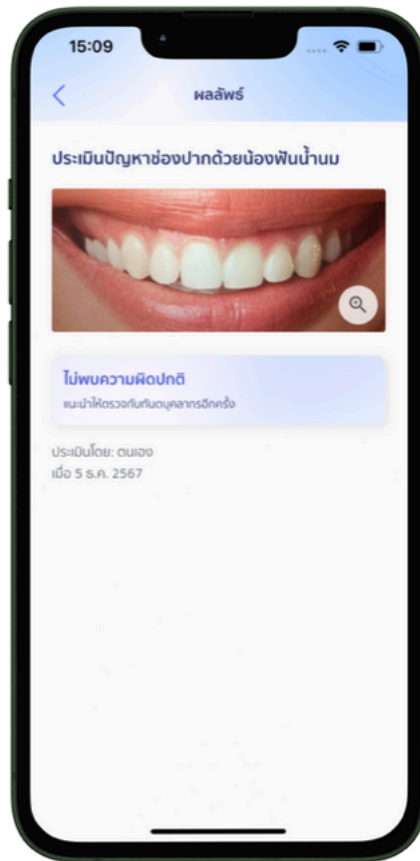 15:09
ผลลัพธ์
ประเมินปัญหาช่องปากด้วยน้องฟันน้ำนม
ไม่พบความผิดปกติ
แนะนำให้ตรวจกับทันตบุคลากรอีกครั้ง
ประเมินโดย: ตนเอง
เมื่อ 5 ธ.ค. 2567